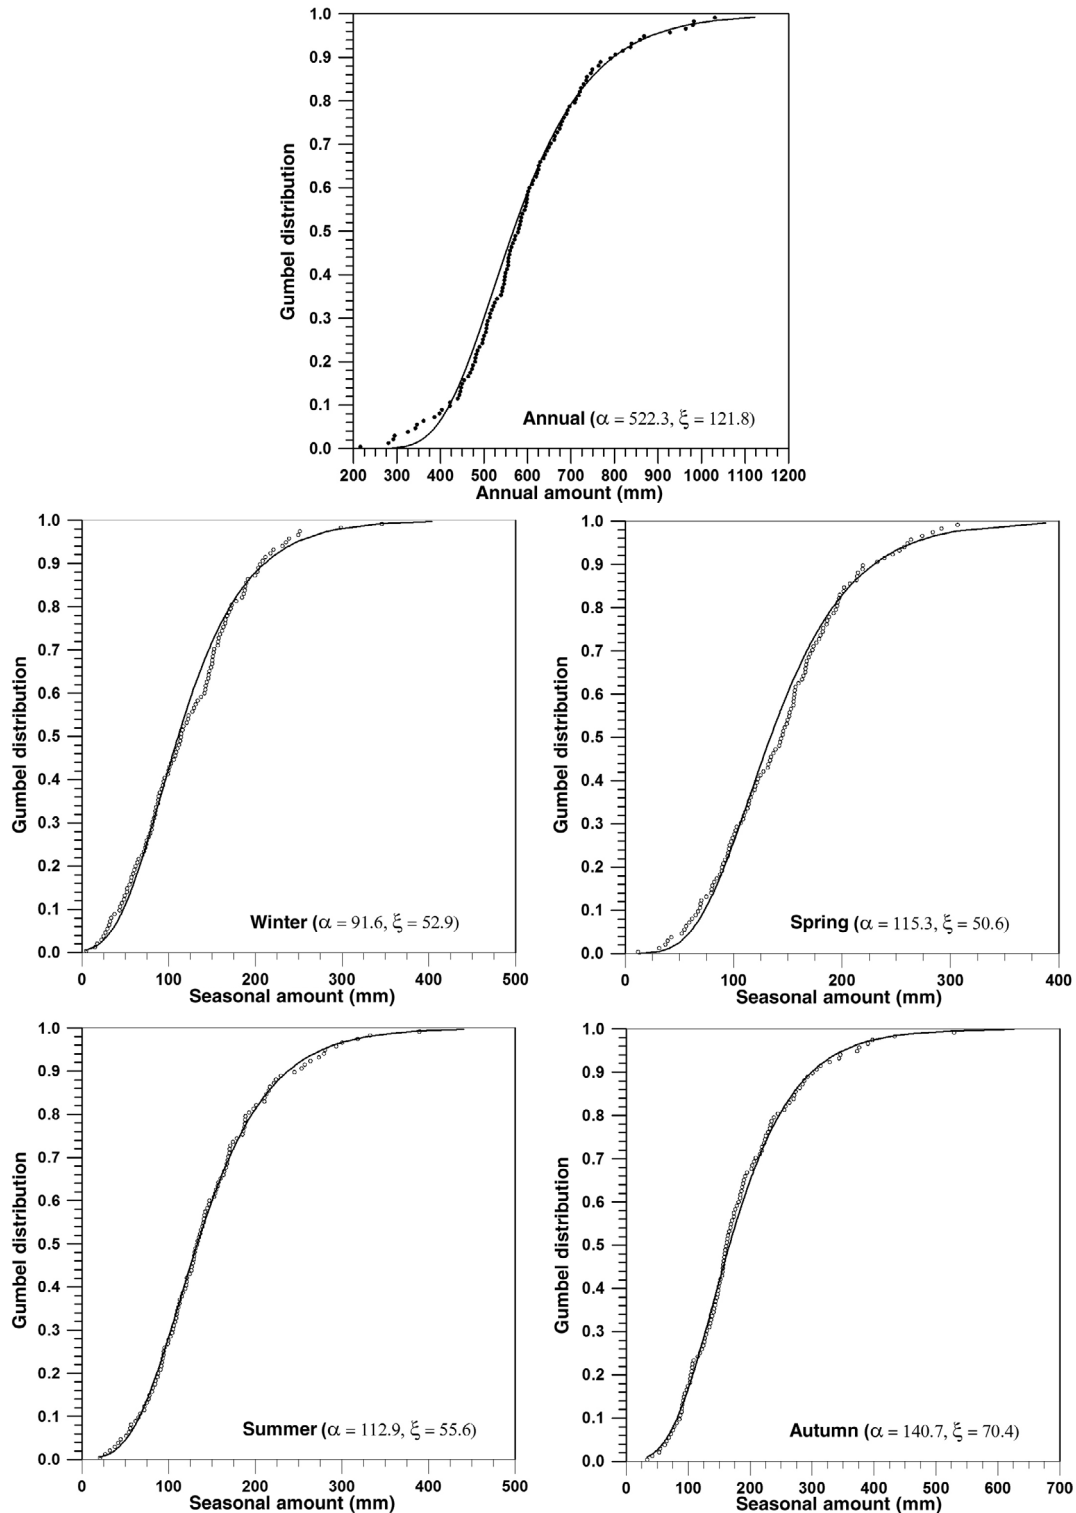 1.0
0.9
0.8
0.7
0.6
0.5
0.4
0.3
0.2
0.1
0.0
Gumbel distribution
Annual (α = 522.3, ξ = 121.8)
200 300 400 500 600 700 800 900 1000 1100 1200
Annual amount (mm)
1.0
0.9
0.8
0.7
0.6
0.5
0.4
0.3
0.2
0.1
0.0
Gumbel distribution
Winter (α = 91.6, ξ = 52.9)
0 100 200 300 400 500
Seasonal amount (mm)
1.0
0.9
0.8
0.7
0.6
0.5
0.4
0.3
0.2
0.1
0.0
Gumbel distribution
Spring (α = 115.3, ξ = 50.6)
0 100 200 300 400
Seasonal amount (mm)
1.0
0.9
0.8
0.7
0.6
0.5
0.4
0.3
0.2
0.1
0.0
Gumbel distribution
Summer (α = 112.9, ξ = 55.6)
0 100 200 300 400 500
Seasonal amount (mm)
1.0
0.9
0.8
0.7
0.6
0.5
0.4
0.3
0.2
0.1
0.0
Gumbel distribution
Autumn (α = 140.7, ξ = 70.4)
0 100 200 300 400 500 600 700
Seasonal amount (mm)